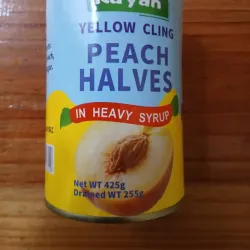 YELLOW CLING
PEACH
HALVES
IN HEAVY SYRUP
Net WT 425g
Drained WT 255g